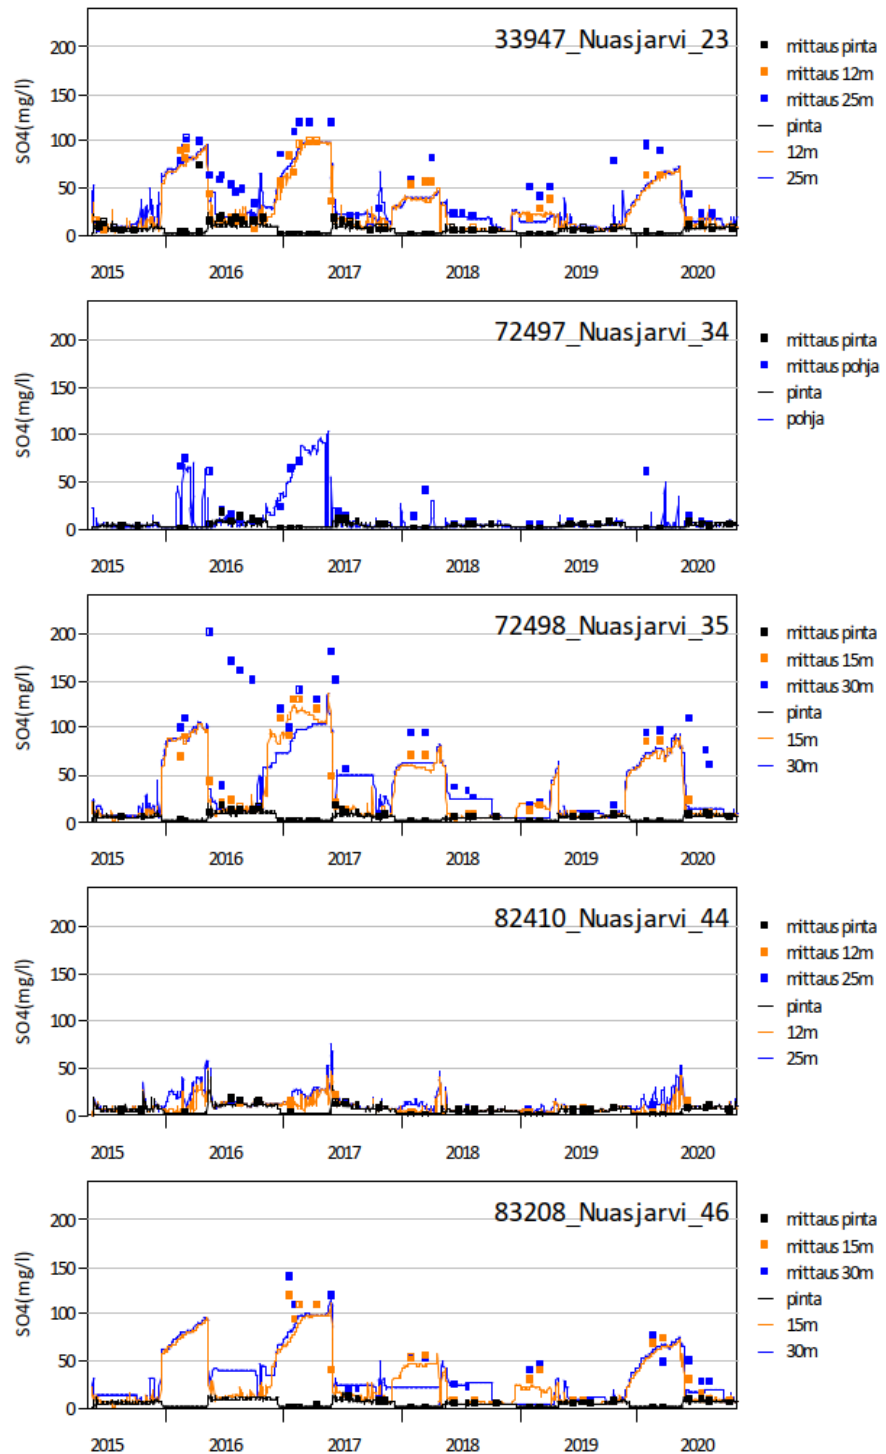 33947_Nuasjarvi_23
SO4(mg/l)
200
150
100
50
0
2015 2016 2017 2018 2019 2020
mittaus pinta
mittaus 12m
mittaus 25m
pinta
12m
25m
72497_Nuasjarvi_34
SO4(mg/l)
200
150
100
50
0
2015 2016 2017 2018 2019 2020
mittaus pinta
mittaus pohja
pinta
pohja
72498_Nuasjarvi_35
SO4(mg/l)
200
150
100
50
0
2015 2016 2017 2018 2019 2020
mittaus pinta
mittaus 15m
mittaus 30m
pinta
15m
30m
82410_Nuasjarvi_44
SO4(mg/l)
200
150
100
50
0
2015 2016 2017 2018 2019 2020
mittaus pinta
mittaus 12m
mittaus 25m
pinta
12m
25m
83208_Nuasjarvi_46
SO4(mg/l)
200
150
100
50
0
2015 2016 2017 2018 2019 2020
mittaus pinta
mittaus 15m
mittaus 30m
pinta
15m
30m